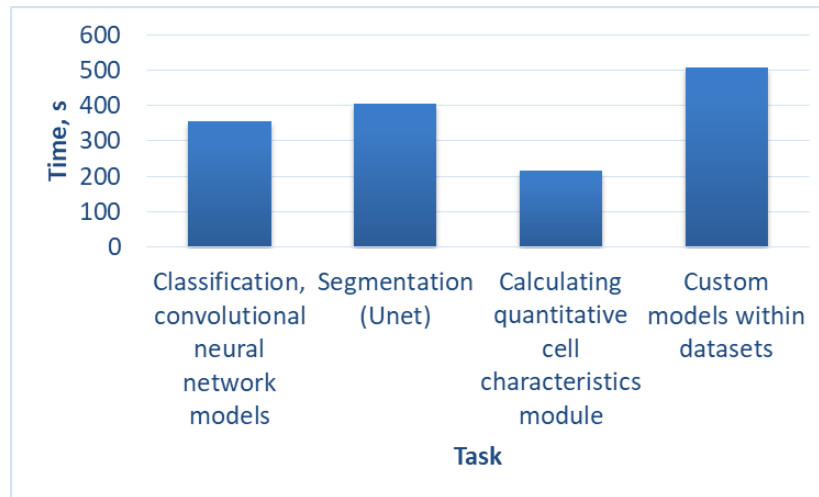 600
500
400
300
200
100
0
Time, s
Classification,
convolutional
neural
network
models
Segmentation
(Unet)
Calculating
quantitative
cell
characteristics
module
Custom
models within
datasets
Task